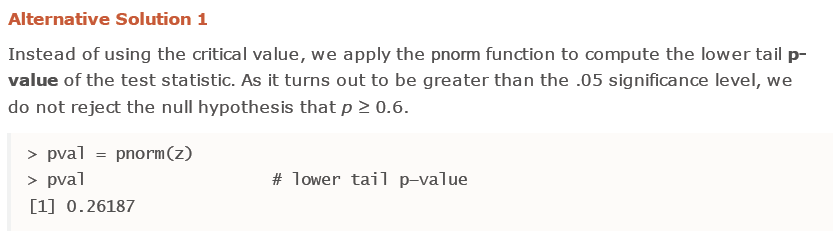 Alternative Solution 1
Instead of using the critical value, we apply the pnorm function to compute the lower tail p-
value of the test statistic. As it turns out to be greater than the .05 significance level, we
do not reject the null hypothesis that p ≥ 0.6.
> pval = pnorm(z)
> pval                   # lower tail p−value
[1] 0.26187